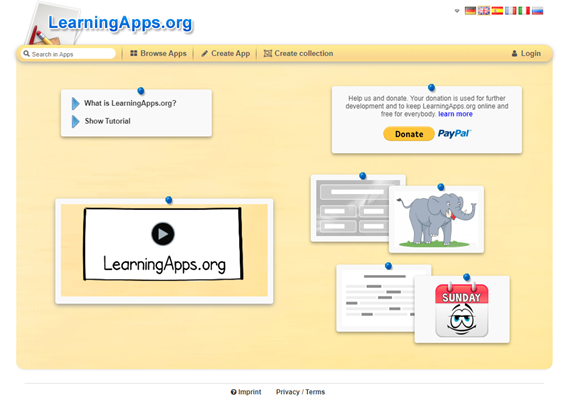 LearningApps.org
Search in Apps
Browse Apps
Create App
Create collection
Login
What is LearningApps.org?
Show Tutorial
Help us and donate. Your donation is used for further
development and to keep LearningApps.org online and
free for everybody. learn more
Donate PayPal
LearningApps.org
SUNDAY
Imprint
Privacy / Terms